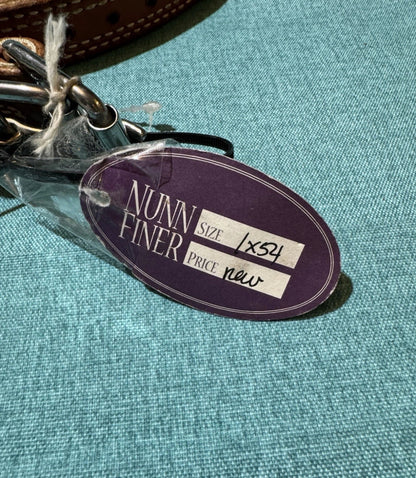 NUNN
FINER
SIZE 1x54
PRICE new